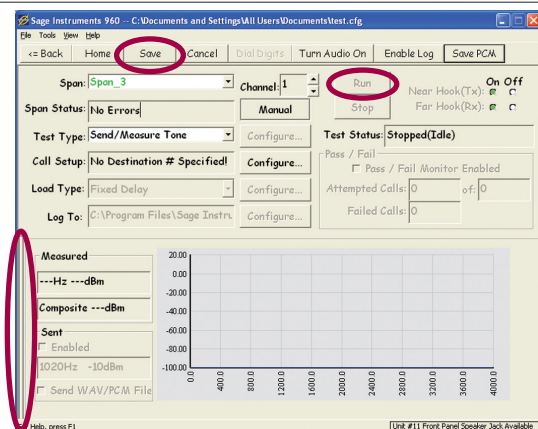 Sage Instruments 960 -- C:\Documents and Settings\All Users\Documents\test.cfg
File Tools View Help
<= Back Home Save Cancel Dial Digits Turn Audio On Enable Log Save PCM
Span: Span_3 Channel: 1 Run On Off
Near Hook(Tx):
Span Status: No Errors Manual Stop Far Hook(Rx):
Test Type: Send/Measure Tone Configure... Test Status: Stopped(Idle)
Call Setup: No Destination # Specified! Configure... Pass / Fail
Pass / Fail Monitor Enabled
Load Type: Fixed Delay Configure... Attempted Calls: 0 of: 0
Log To: C:\Program Files\Sage Instru Configure... Failed Calls: 0
Measured
---Hz ---dBm
Composite ---dBm
Sent
Enabled
1020Hz -10dBm
Send WAV/PCM File
20.00
0.00
-20.00
-40.00
-60.00
-80.00
-100.00
0.0 400.0 800.0 1200.0 1600.0 2000.0 2400.0 2800.0 3200.0 3600.0 4000.0
Help, press F1 Unit #11 Front Panel Speaker Jack Available